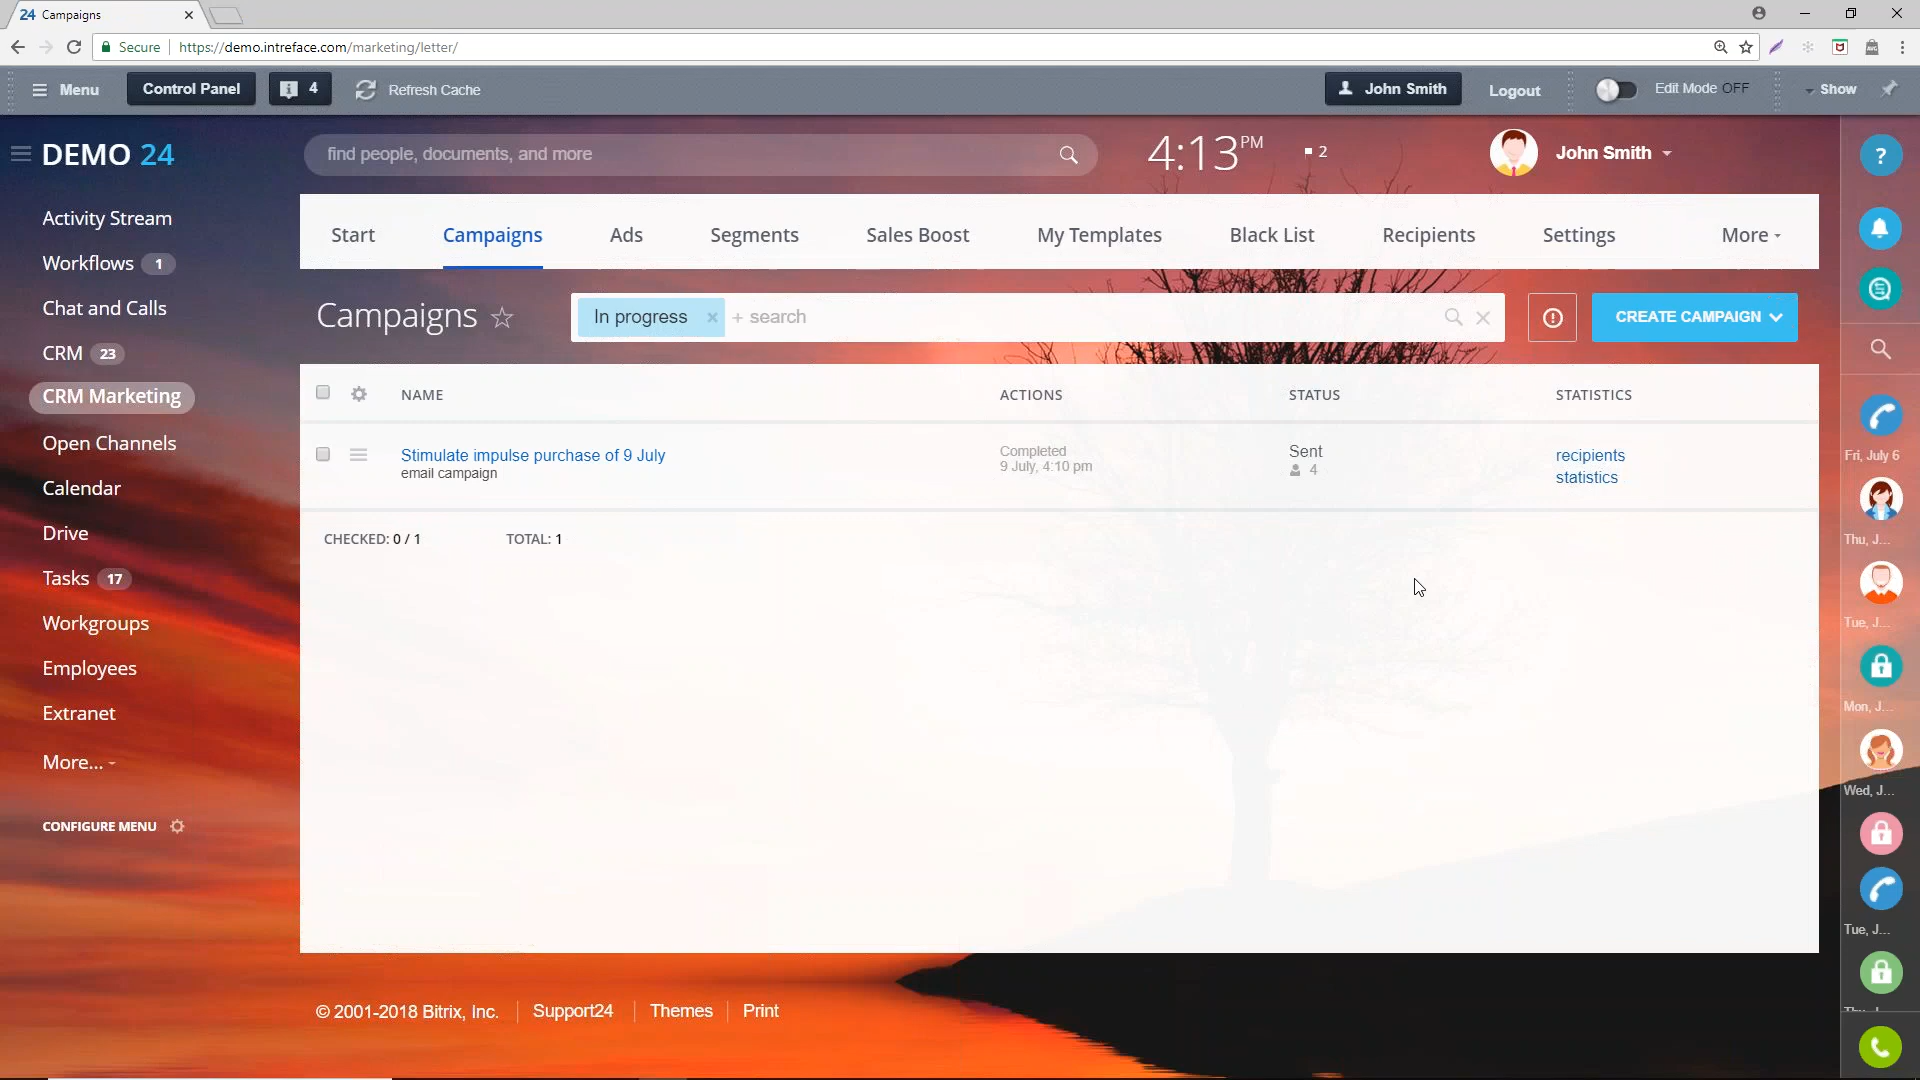 24 Campaigns
Secure https://demo.intreface.com/marketing/letter/
Menu Control Panel 4 Refresh Cache John Smith Logout Edit Mode OFF Show
DEMO 24 find people, documents, and more 4:13 PM 2 John Smith ?
Activity Stream
Workflows 1
Chat and Calls
CRM 23
CRM Marketing
Open Channels
Calendar
Drive
Tasks 17
Workgroups
Employees
Extranet
More...
CONFIGURE MENU
Start Campaigns Ads Segments Sales Boost My Templates Black List Recipients Settings More
Campaigns In progress + search CREATE CAMPAIGN
NAME ACTIONS STATUS STATISTICS
Stimulate impulse purchase of 9 July
email campaign
Completed
9 July, 4:10 pm
Sent
4
recipients
statistics
CHECKED: 0 / 1 TOTAL: 1
© 2001-2018 Bitrix, Inc. Support24 Themes Print
Fri, July 6
Thu, J...
Tue, J...
Mon, J...
Wed, J...
Tue, J...